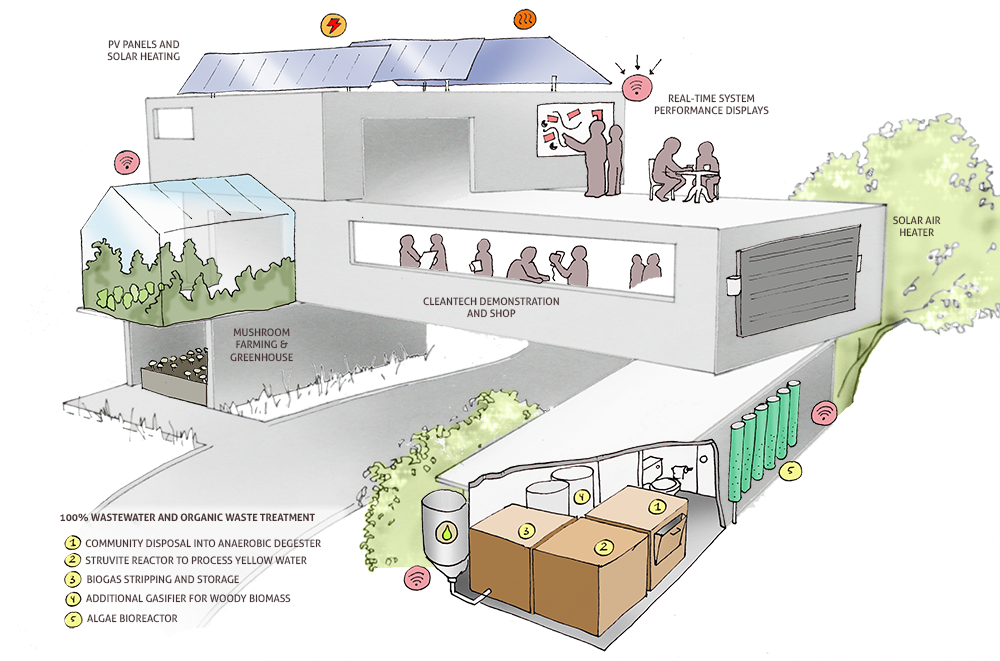 PV PANELS AND
SOLAR HEATING
REAL-TIME SYSTEM
PERFORMANCE DISPLAYS
SOLAR AIR
HEATER
CLEANTECH DEMONSTRATION
AND SHOP
MUSHROOM
FARMING &
GREENHOUSE
5
4
1
3
2
100% WASTEWATER AND ORGANIC WASTE TREATMENT
1 COMMUNITY DISPOSAL INTO ANAEROBIC DEGESTER
2 STRUVITE REACTOR TO PROCESS YELLOW WATER
3 BIOGAS STRIPPING AND STORAGE
4 ADDITIONAL GASIFIER FOR WOODY BIOMASS
5 ALGAE BIOREACTOR